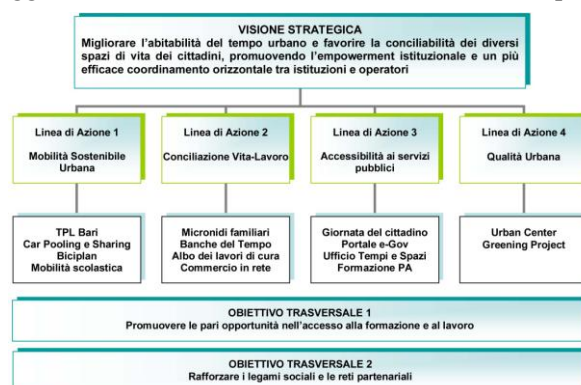 VISIONE STRATEGICA
Migliorare l'abitabilità del tempo urbano e favorire la conciliabilità dei diversi
spazi di vita dei cittadini, promuovendo l'empowerment istituzionale e un più
efficace coordinamento orizzontale tra istituzioni e operatori
Linea di Azione 1
Mobilità Sostenibile
Urbana
Linea di Azione 2
Conciliazione Vita-Lavoro
Linea di Azione 3
Accessibilità ai servizi
pubblici
Linea di Azione 4
Qualità Urbana
TPL Bari
Car Pooling e Sharing
Biciplan
Mobilità scolastica
Micronidi familiari
Banche del Tempo
Albo dei lavori di cura
Commercio in rete
Giornata del cittadino
Portale e-Gov
Ufficio Tempi e Spazi
Formazione PA
Urban Center
Greening Project
OBIETTIVO TRASVERSALE 1
Promuovere le pari opportunità nell'accesso alla formazione e al lavoro
OBIETTIVO TRASVERSALE 2
Rafforzare i legami sociali e le reti partenariali